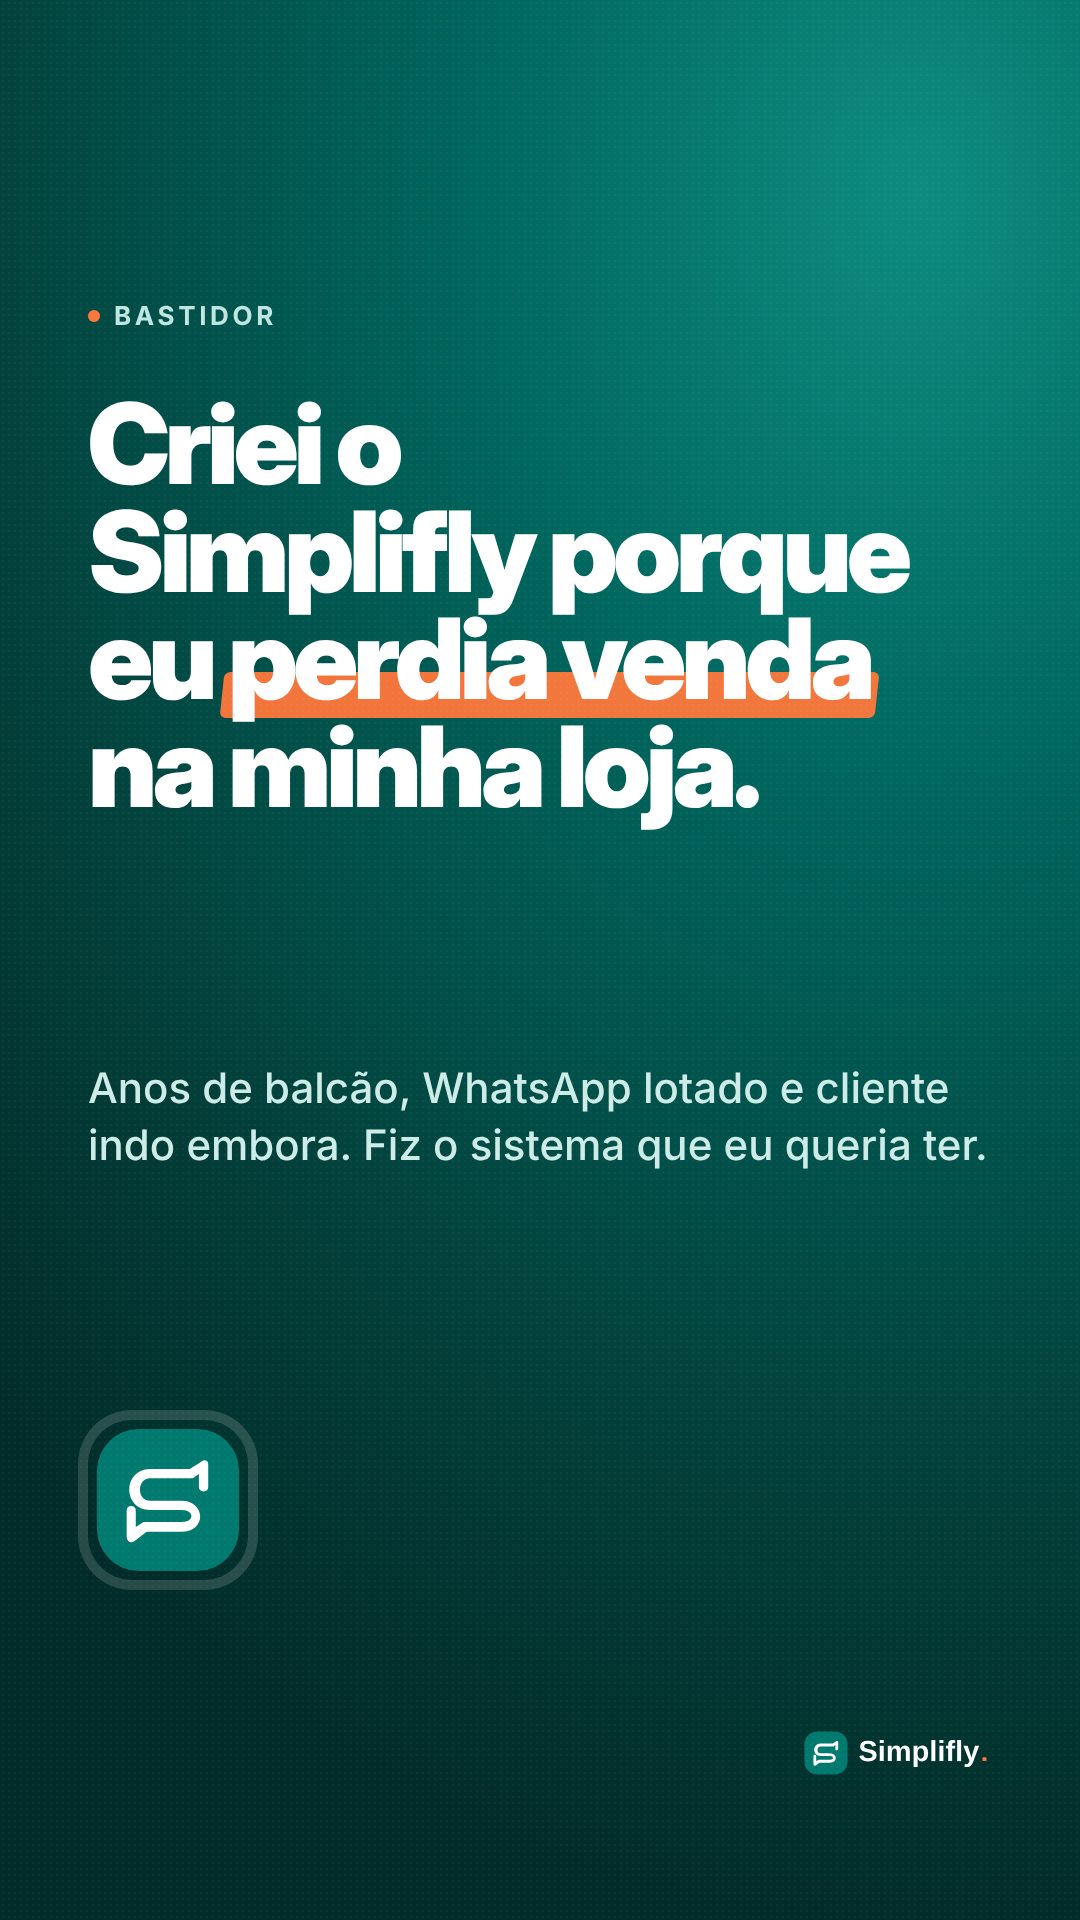 BASTIDOR
Criei o
Simplifly porque
eu perdia venda
na minha loja.
Anos de balcão, WhatsApp lotado e cliente
indo embora. Fiz o sistema que eu queria ter.
Simplifly.